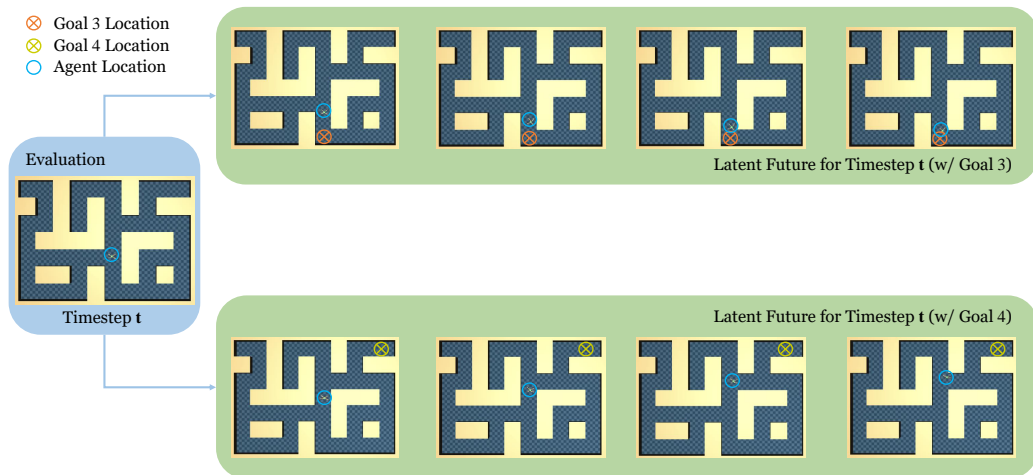 Goal 3 Location
Goal 4 Location
Agent Location
Evaluation
Timestep t
Latent Future for Timestep t (w/ Goal 3)
Latent Future for Timestep t (w/ Goal 4)